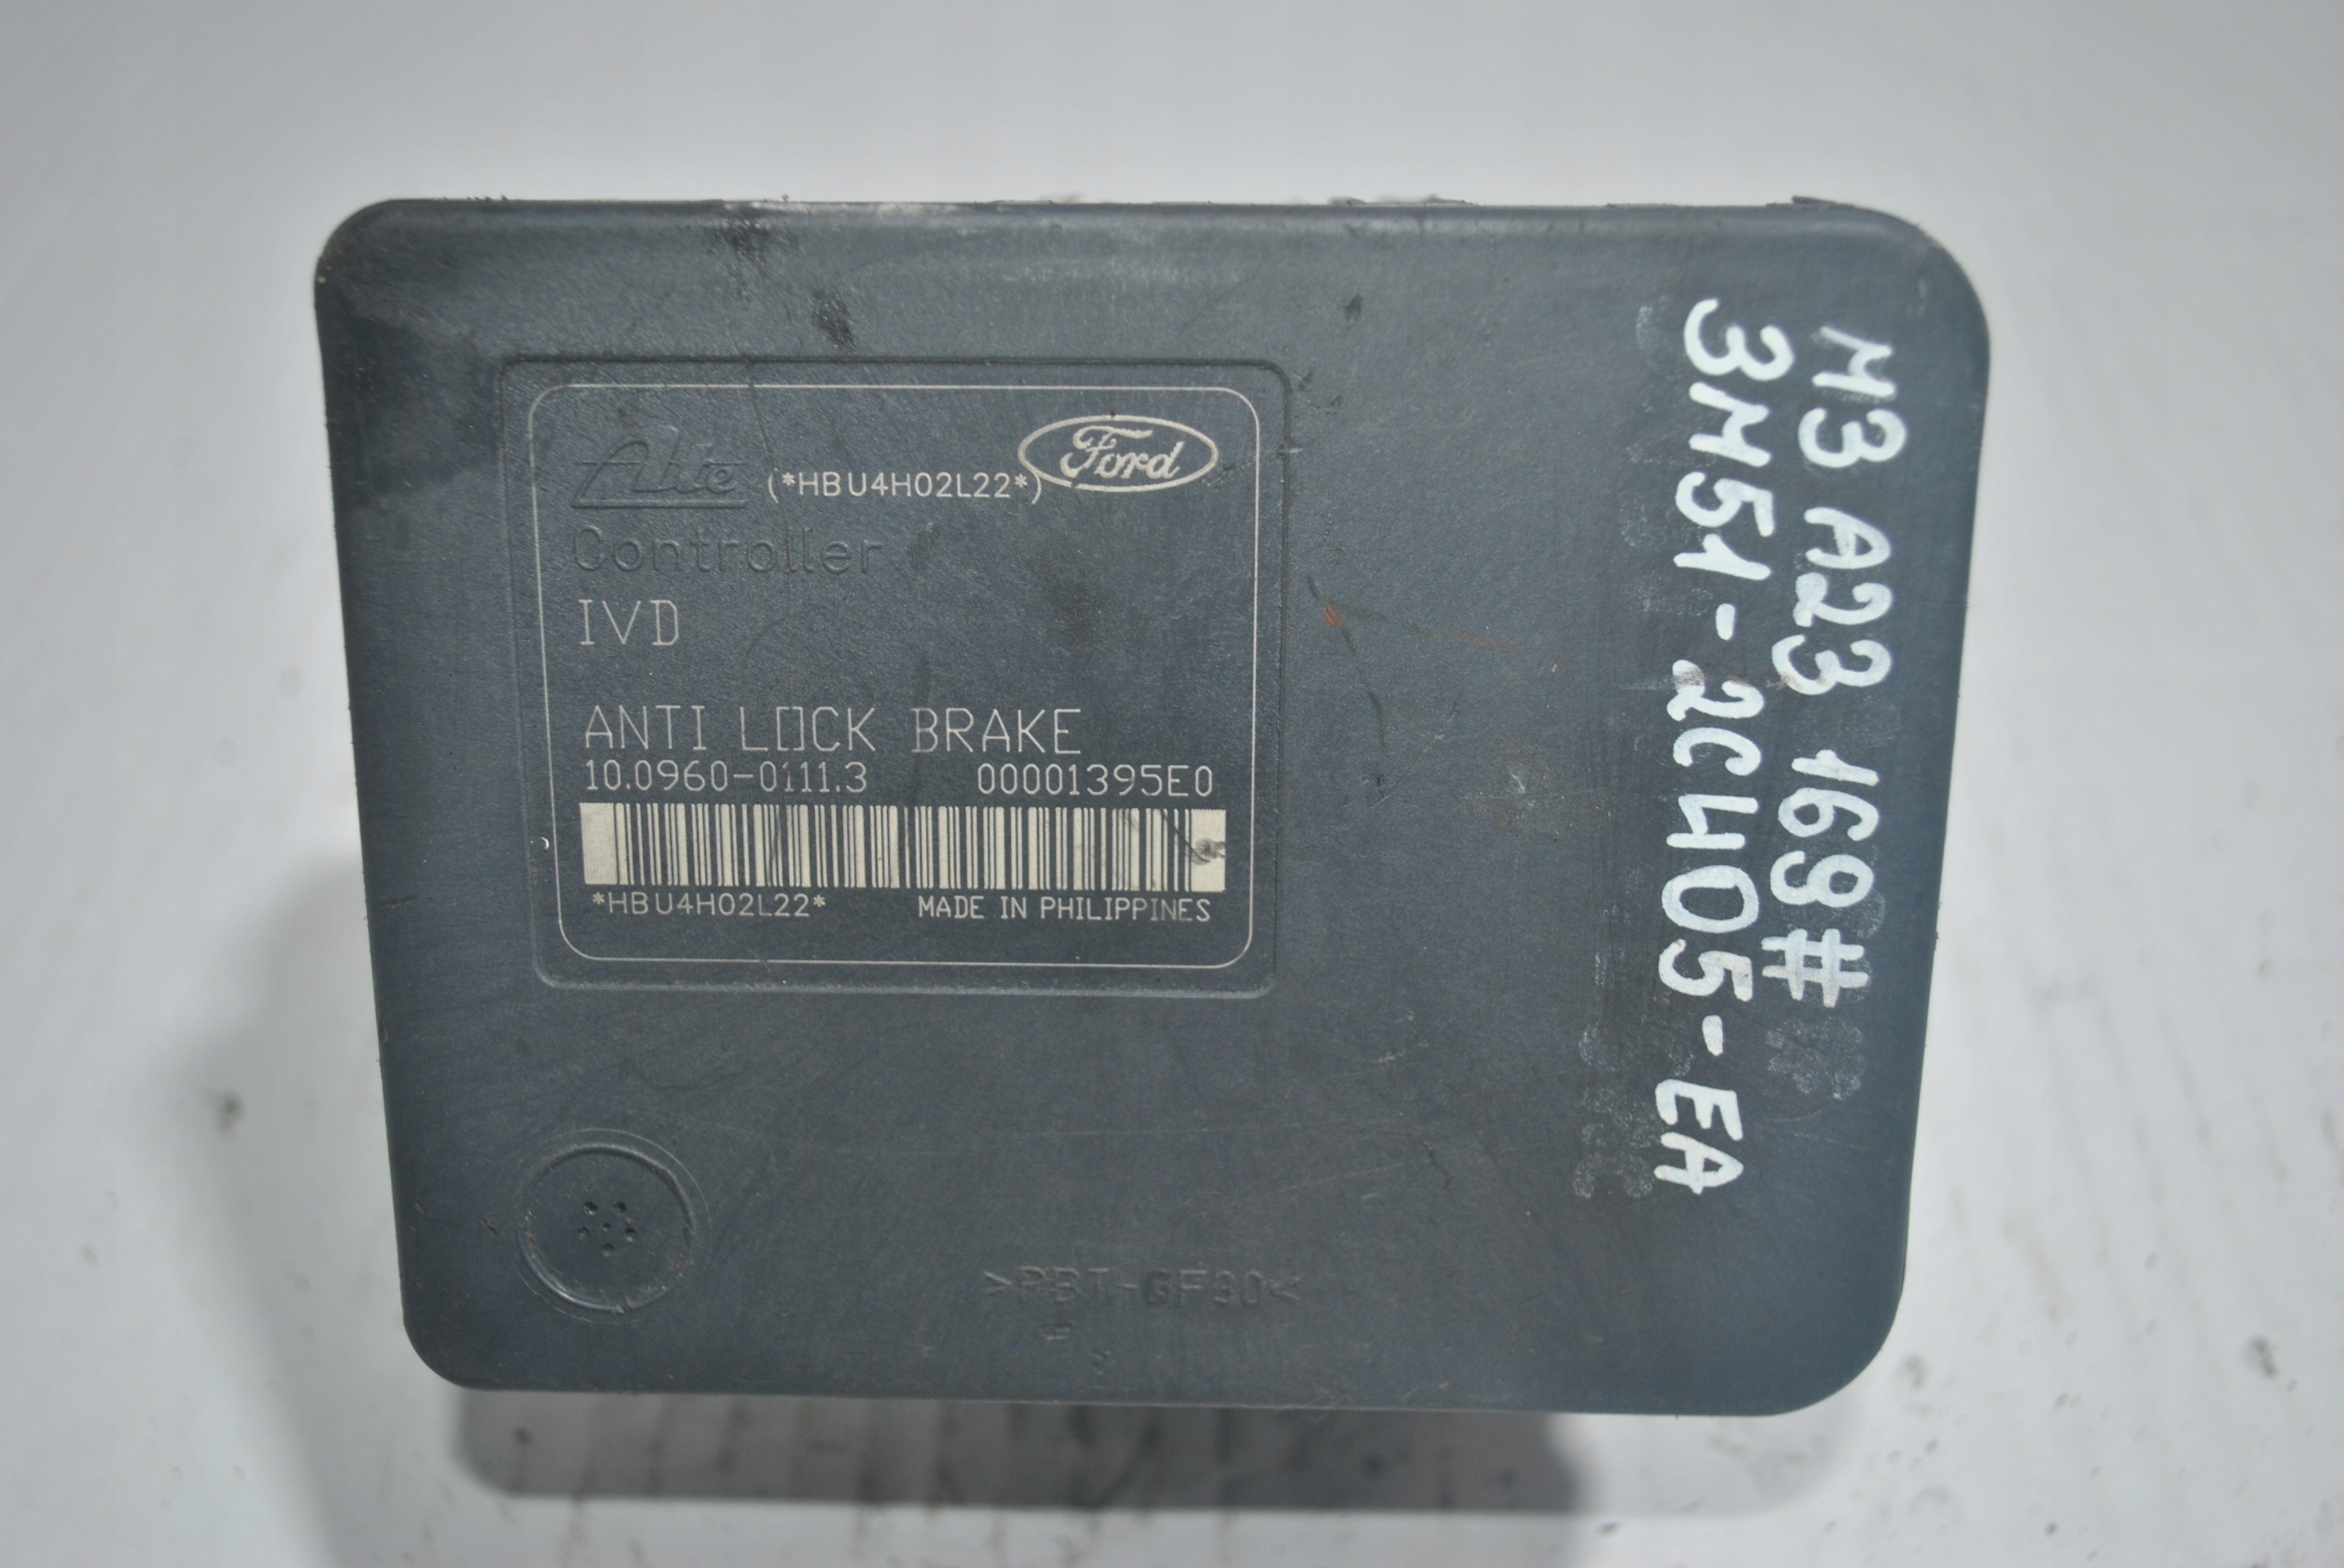 Ate (*HBU4H02L22*) Ford
Controller
IVD
ANTI LOCK BRAKE
10.0960-0111.3 00001395E0
*HBU4H02L22* MADE IN PHILIPPINES
>PBT-GF30<
M3 A23 169#
3M51-2C405-EA